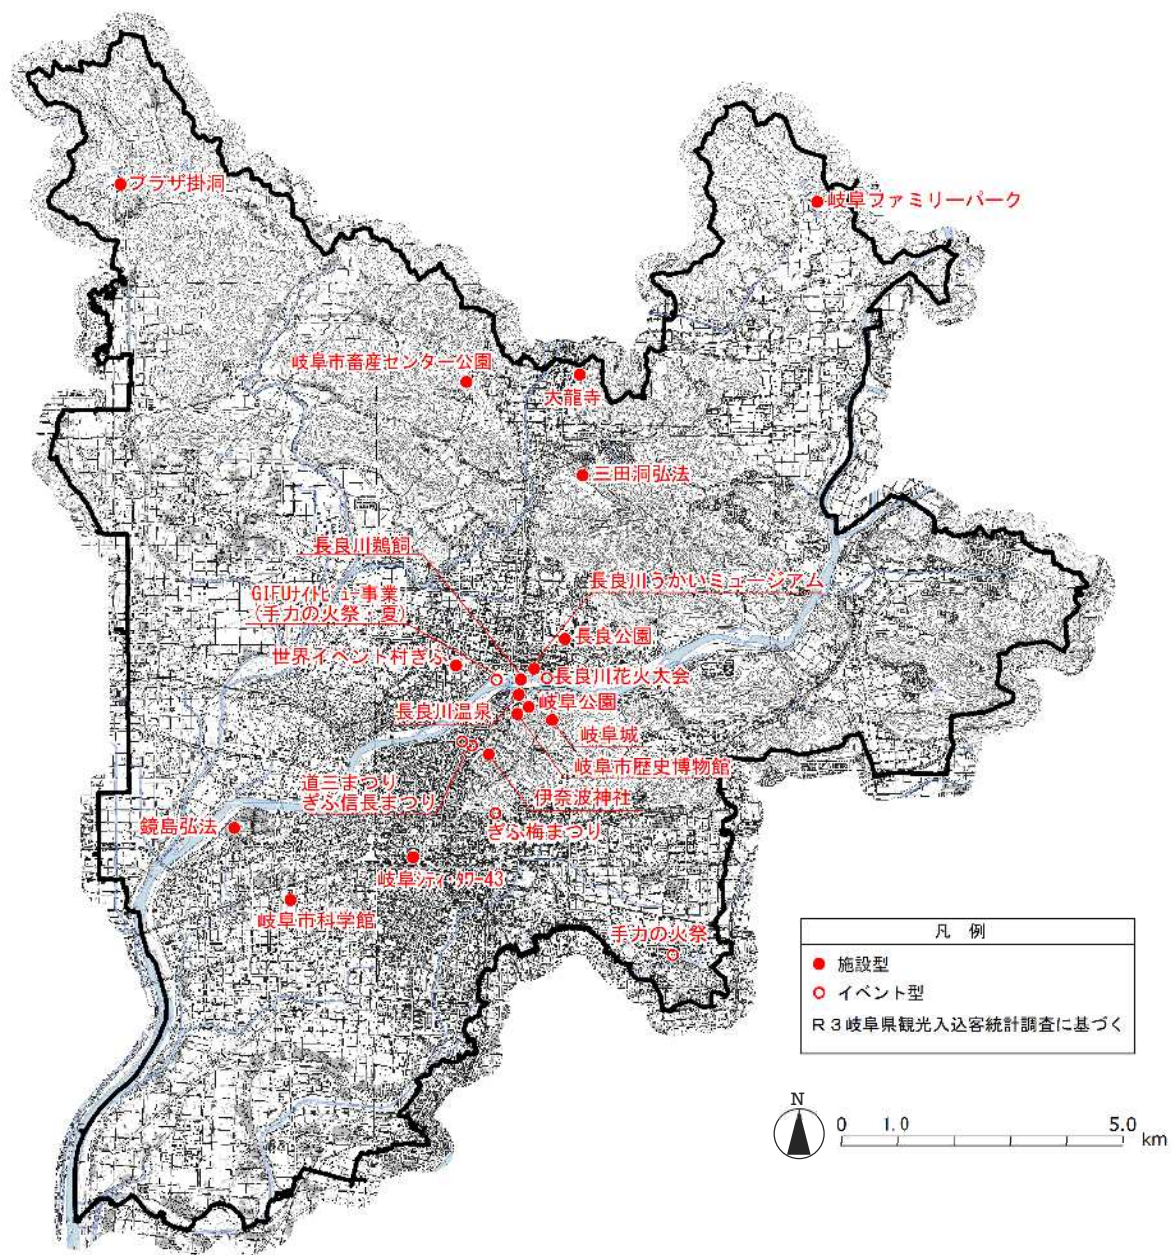 プラザ掛洞
岐阜ファミリーパーク
岐阜市畜産センター公園
大龍寺
三田洞弘法
長良川鵜飼
長良川うかいミュージアム
GIFUﾅｲﾄﾋﾞｭｰ事業
(手力の火祭・夏)
長良公園
世界イベント村ぎふ
長良川花火大会
長良川温泉
岐阜公園
岐阜城
岐阜市歴史博物館
道三まつり
ぎふ信長まつり
伊奈波神社
ぎふ梅まつり
鏡島弘法
岐阜ｼﾃｨ・ﾀﾜｰ43
岐阜市科学館
手力の火祭
凡 例
施設型
イベント型
R3岐阜県観光入込客統計調査に基づく
N
0 1.0 5.0
km